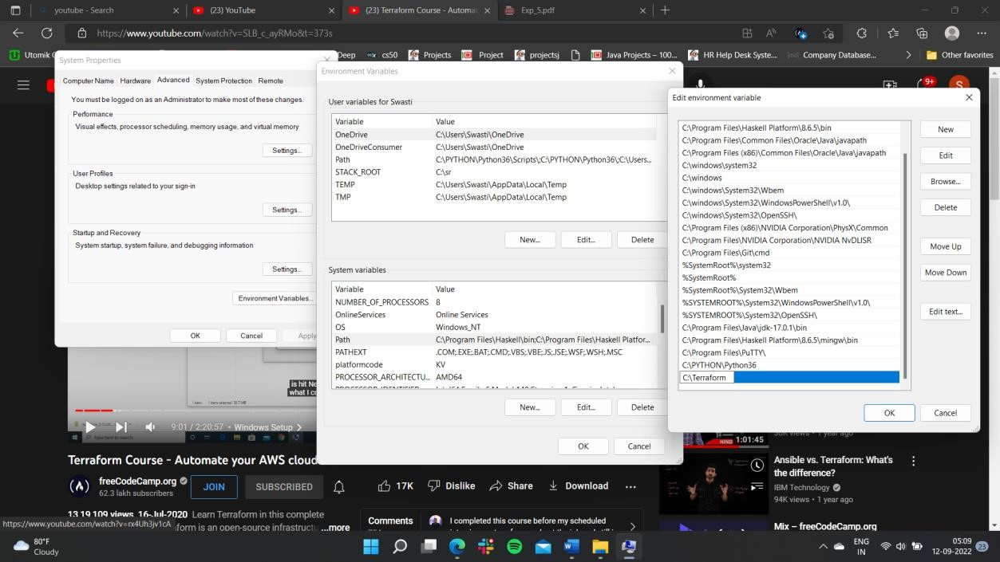 youtube - Search
(23) YouTube
(23) Terraform Course - Automat
Exp_5.pdf
https://www.youtube.com/watch?v=SLB_c_ayRMo&t=373s
Utomik
Deep
cs50
Projects
Project
projectsj
Java Projects – 100...
HR Help Desk Syste...
Company Database...
Other favorites
System Properties
Computer Name
Hardware
Advanced
System Protection
Remote
You must be logged on as an Administrator to make most of these changes.
Performance
Visual effects, processor scheduling, memory usage, and virtual memory
Settings...
User Profiles
Desktop settings related to your sign-in
Settings...
Startup and Recovery
System startup, system failure, and debugging information
Settings...
Environment Variables...
OK
Cancel
Apply
Environment Variables
User variables for Swasti
Variable Value
OneDrive C:\Users\Swasti\OneDrive
OneDriveConsumer C:\Users\Swasti\OneDrive
Path C:\PYTHON\Python36\Scripts\;C:\PYTHON\Python36\;C:\Users...
STACK_ROOT C:\sr
TEMP C:\Users\Swasti\AppData\Local\Temp
TMP C:\Users\Swasti\AppData\Local\Temp
New...
Edit...
Delete
System variables
Variable Value
NUMBER_OF_PROCESSORS 8
OnlineServices Online Services
OS Windows_NT
Path C:\Program Files\Haskell\bin;C:\Program Files\Haskell Platfor...
PATHEXT .COM;.EXE;.BAT;.CMD;.VBS;.VBE;.JS;.JSE;.WSF;.WSH;.MSC
platformcode KV
PROCESSOR_ARCHITECTU... AMD64
New...
Edit...
Delete
OK
Cancel
9+
S
Edit environment variable
C:\Program Files\Haskell Platform\8.6.5\bin
C:\Program Files\Common Files\Oracle\Java\javapath
C:\Program Files (x86)\Common Files\Oracle\Java\javapath
C:\windows\system32
C:\windows
C:\windows\System32\Wbem
C:\windows\System32\WindowsPowerShell\v1.0\
C:\windows\System32\OpenSSH\
C:\Program Files (x86)\NVIDIA Corporation\PhysX\Common
C:\Program Files\NVIDIA Corporation\NVIDIA NvDLISR
C:\Program Files\Git\cmd
%SystemRoot%\system32
%SystemRoot%
%SystemRoot%\System32\Wbem
%SYSTEMROOT%\System32\WindowsPowerShell\v1.0\
%SYSTEMROOT%\System32\OpenSSH\
C:\Program Files\Java\jdk-17.0.1\bin
C:\Program Files\Haskell Platform\8.6.5\mingw\bin
C:\Program Files\PuTTY\
C:\PYTHON\Python36
C:\Terraform
New
Edit
Browse...
Delete
Move Up
Move Down
Edit text...
OK
Cancel
is hit Ne
what I co
9:01 / 2:20:57 • Windows Setup
Terraform Course - Automate your AWS cloud
freeCodeCamp.org
62.3 lakh subscribers
JOIN
SUBSCRIBED
17K
Dislike
Share
Download
13,19,109 views 16-Jul-2020 Learn Terraform in this complete
form is an open-source infrastructu ...more
Comments
I completed this course before my scheduled
HIND
1:01:45
50K views • 1 year ago
Ansible vs. Terraform: What's
the difference?
IBM Technology
94K views • 1 year ago
Mix – freeCodeCamp.org
https://www.youtube.com/watch?v=rx4Uh3jv1cA
80°F
Cloudy
ENG
IN
05:09
12-09-2022
23